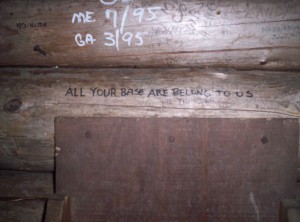 ME 7/95
GA 3/95
ALL YOUR BASE ARE BELONG TO US